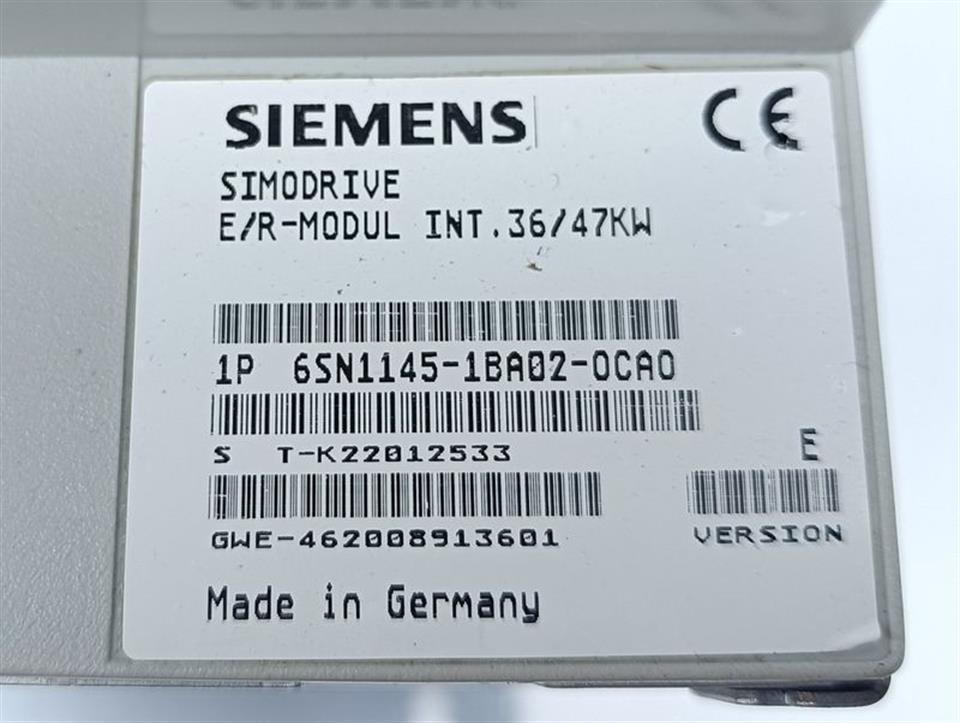 SIEMENS
CE
SIMODRIVE
E/R-MODUL INT.36/47KW
1P 6SN1145-1BA02-0CA0
S T-K22012533
E
GWE-462008913601
VERSION
Made in Germany